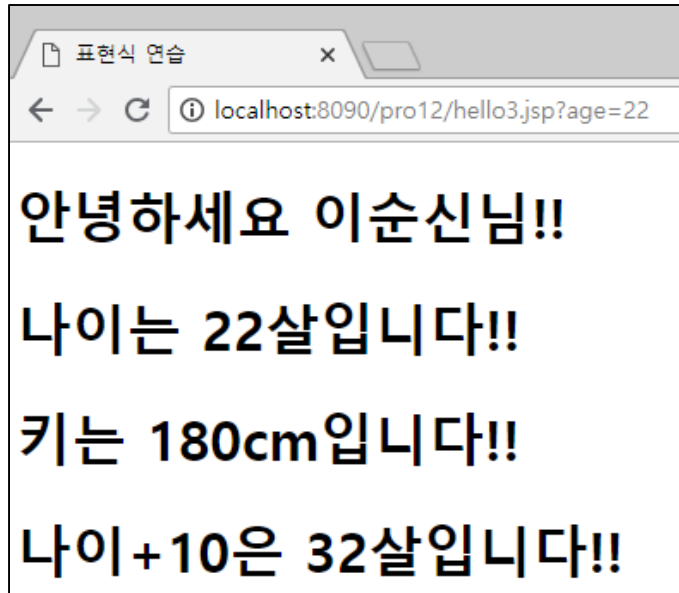 표현식 연습
localhost:8090/pro12/hello3.jsp?age=22
안녕하세요 이순신님!!
나이는 22살입니다!!
키는 180cm입니다!!
나이+10은 32살입니다!!